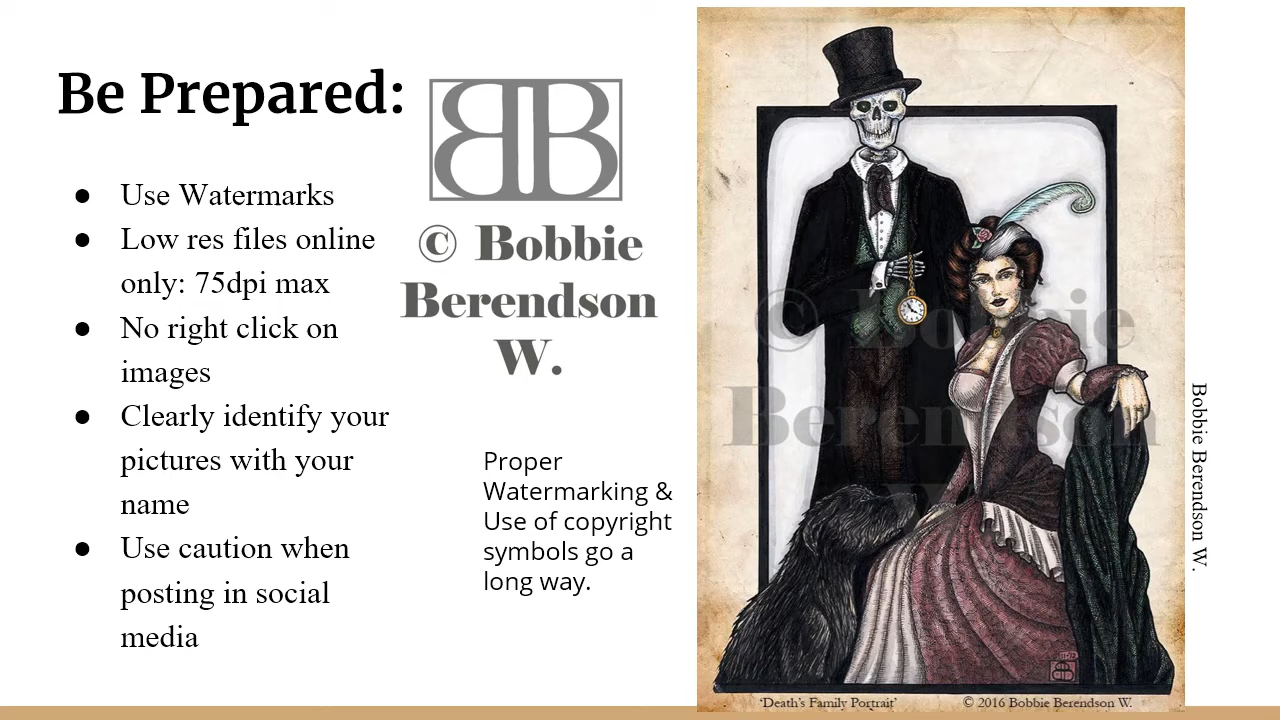 Be Prepared:
● Use Watermarks
● Low res files online
only: 75dpi max
● No right click on
images
● Clearly identify your
pictures with your
name
● Use caution when
posting in social
media
BB
© Bobbie
Berendson
W.
Proper
Watermarking &
Use of copyright
symbols go a
long way.
© Bobbie
Berendson
W.
Bobbie Berendson W.
‘Death’s Family Portrait’ © 2016 Bobbie Berendson W.